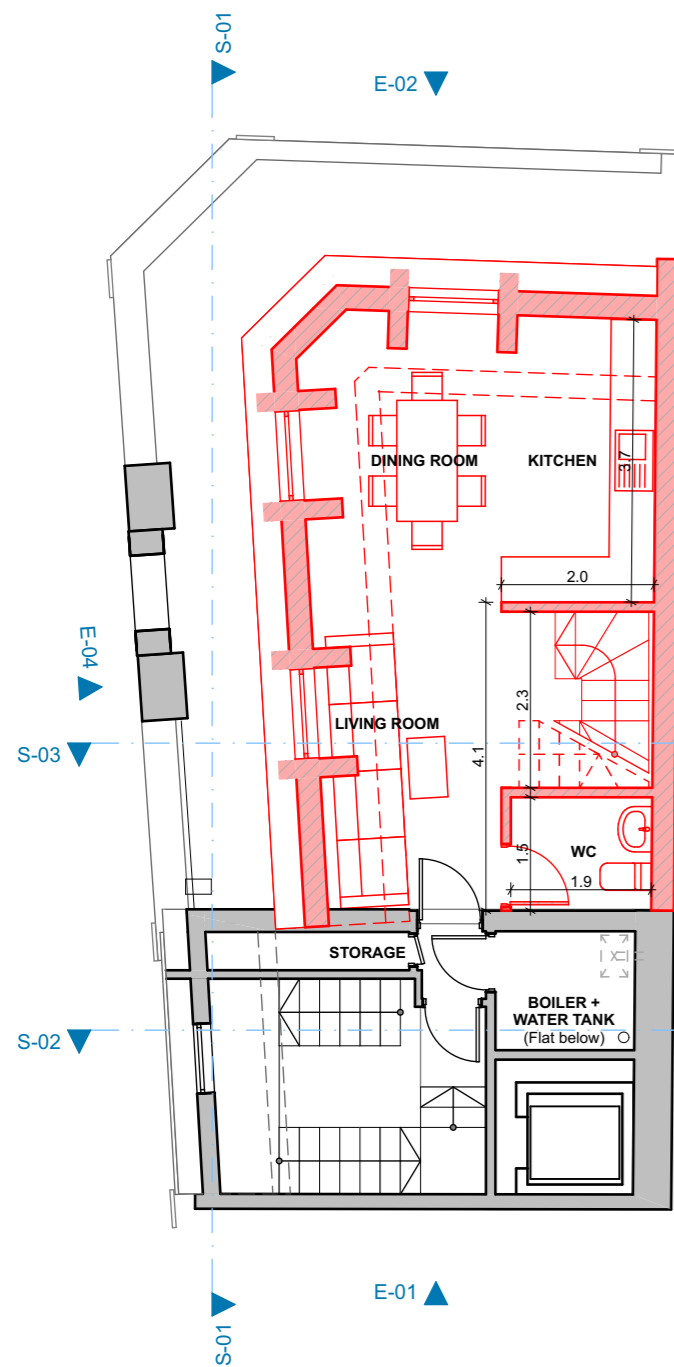 S-01
E-02
DINING ROOM
KITCHEN
3.7
2.0
E-04
2.3
LIVING ROOM
S-03
4.1
1.5
WC
1.9
STORAGE
BOILER +
WATER TANK
(Flat below)
S-02
E-01
S-01